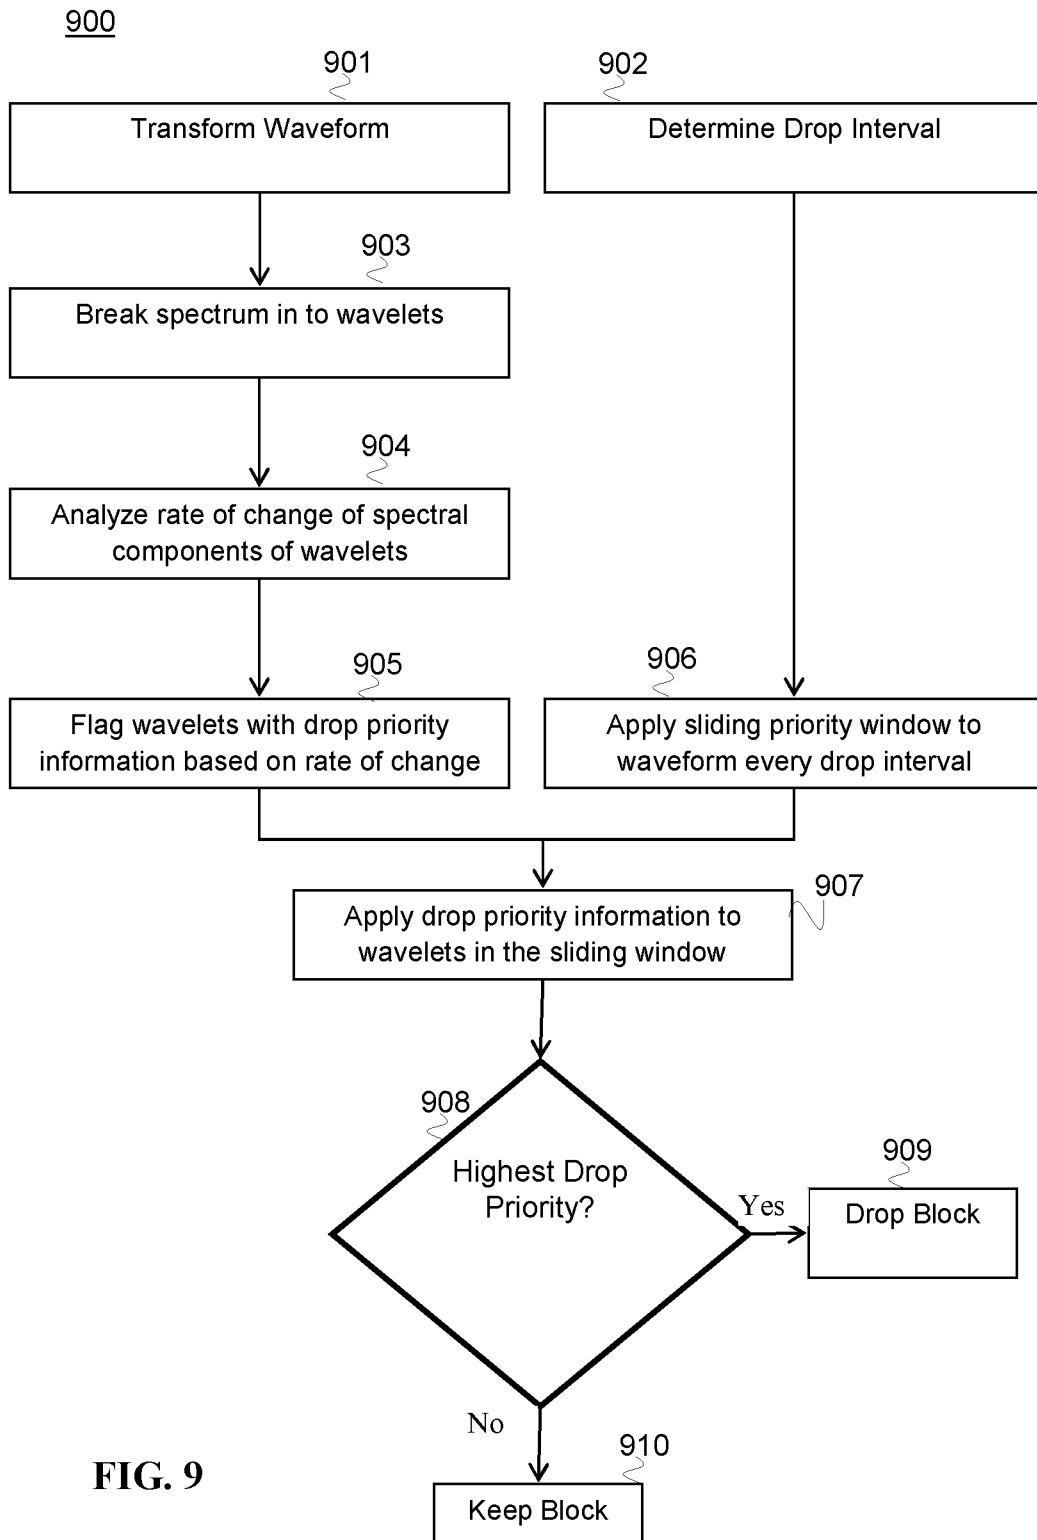 900
901
902
Transform Waveform
Determine Drop Interval
903
Break spectrum in to wavelets
904
Analyze rate of change of spectral
components of wavelets
905
906
Flag wavelets with drop priority
information based on rate of change
Apply sliding priority window to
waveform every drop interval
907
Apply drop priority information to
wavelets in the sliding window
908
Highest Drop
Priority?
Yes
909
Drop Block
No
910
Keep Block
FIG. 9